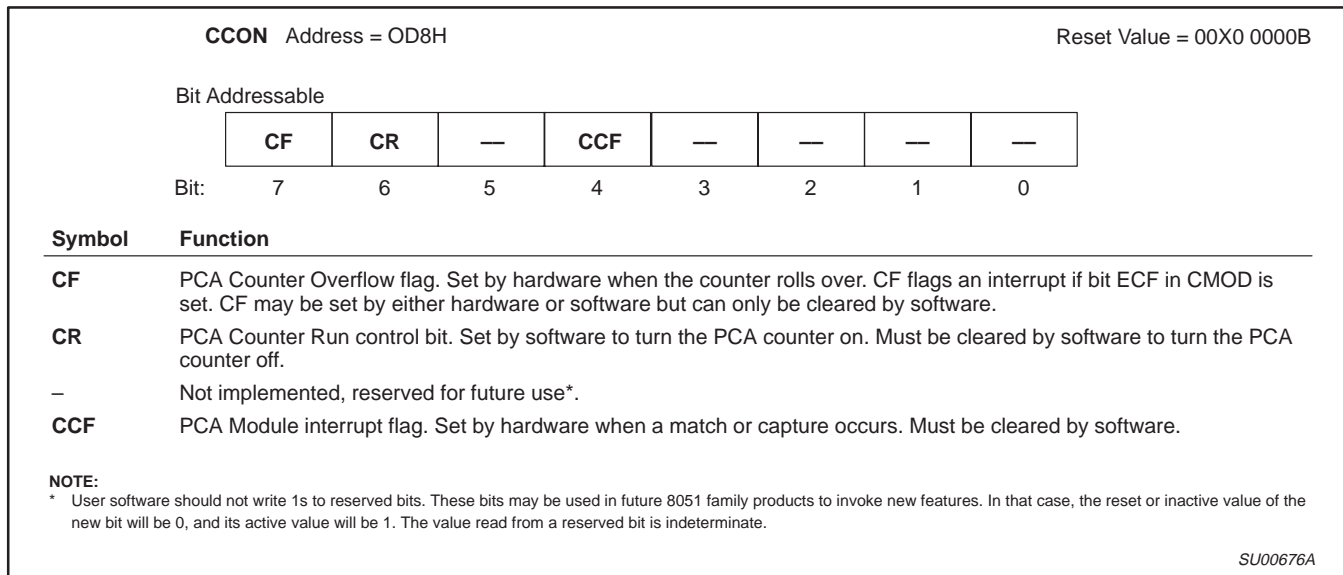 CCON Address = OD8H Reset Value = 00X0 0000B
Bit Addressable
CF CR — CCF — — — —
Bit: 7 6 5 4 3 2 1 0
Symbol Function
CF PCA Counter Overflow flag. Set by hardware when the counter rolls over. CF flags an interrupt if bit ECF in CMOD is
set. CF may be set by either hardware or software but can only be cleared by software.
CR PCA Counter Run control bit. Set by software to turn the PCA counter on. Must be cleared by software to turn the PCA
counter off.
– Not implemented, reserved for future use*.
CCF PCA Module interrupt flag. Set by hardware when a match or capture occurs. Must be cleared by software.
NOTE:
* User software should not write 1s to reserved bits. These bits may be used in future 8051 family products to invoke new features. In that case, the reset or inactive value of the
new bit will be 0, and its active value will be 1. The value read from a reserved bit is indeterminate.
SU00676A